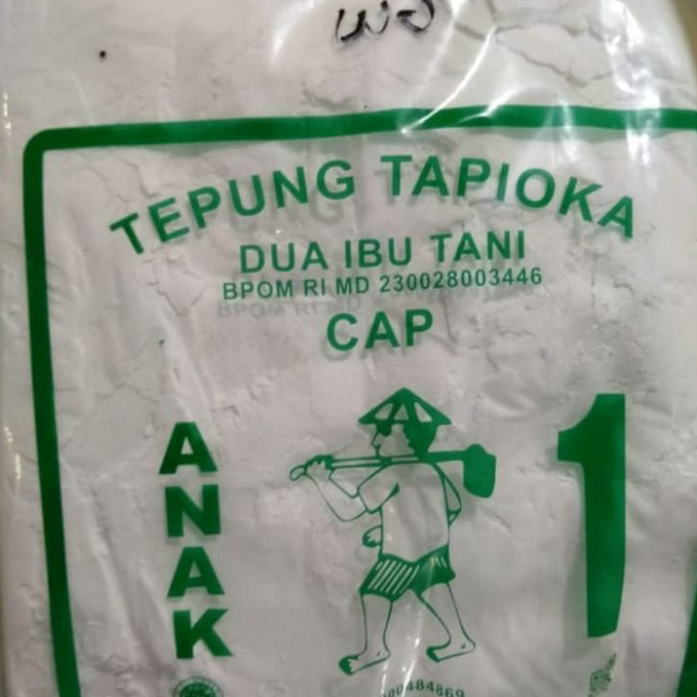 TEPUNG TAPIOKA
DUA IBU TANI
BPOM RI MD 230028003446
CAP
ANAK
1